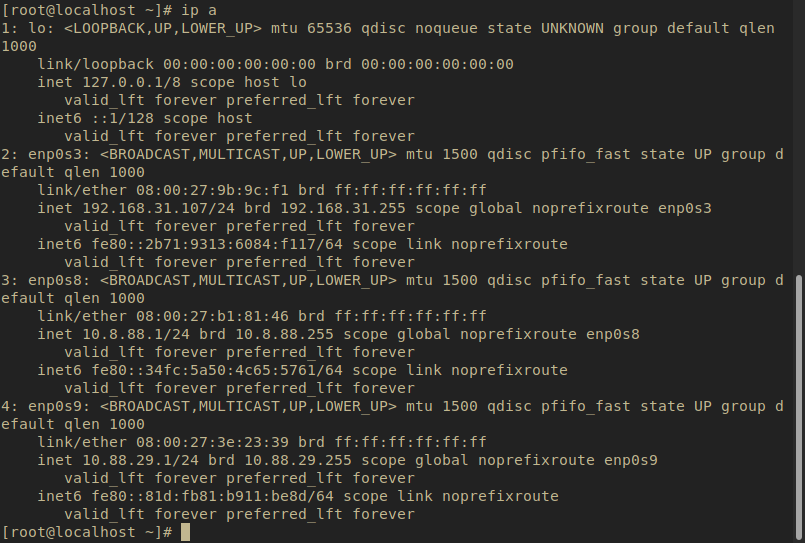 [root@localhost ~]# ip a
1: lo: <LOOPBACK,UP,LOWER_UP> mtu 65536 qdisc noqueue state UNKNOWN group default qlen
1000
    link/loopback 00:00:00:00:00:00 brd 00:00:00:00:00:00
    inet 127.0.0.1/8 scope host lo
       valid_lft forever preferred_lft forever
    inet6 ::1/128 scope host
       valid_lft forever preferred_lft forever
2: enp0s3: <BROADCAST,MULTICAST,UP,LOWER_UP> mtu 1500 qdisc pfifo_fast state UP group d
efault qlen 1000
    link/ether 08:00:27:9b:9c:f1 brd ff:ff:ff:ff:ff:ff
    inet 192.168.31.107/24 brd 192.168.31.255 scope global noprefixroute enp0s3
       valid_lft forever preferred_lft forever
    inet6 fe80::2b71:9313:6084:f117/64 scope link noprefixroute
       valid_lft forever preferred_lft forever
3: enp0s8: <BROADCAST,MULTICAST,UP,LOWER_UP> mtu 1500 qdisc pfifo_fast state UP group d
efault qlen 1000
    link/ether 08:00:27:b1:81:46 brd ff:ff:ff:ff:ff:ff
    inet 10.8.88.1/24 brd 10.8.88.255 scope global noprefixroute enp0s8
       valid_lft forever preferred_lft forever
    inet6 fe80::34fc:5a50:4c65:5761/64 scope link noprefixroute
       valid_lft forever preferred_lft forever
4: enp0s9: <BROADCAST,MULTICAST,UP,LOWER_UP> mtu 1500 qdisc pfifo_fast state UP group d
efault qlen 1000
    link/ether 08:00:27:3e:23:39 brd ff:ff:ff:ff:ff:ff
    inet 10.88.29.1/24 brd 10.88.29.255 scope global noprefixroute enp0s9
       valid_lft forever preferred_lft forever
    inet6 fe80::81d:fb81:b911:be8d/64 scope link noprefixroute
       valid_lft forever preferred_lft forever
[root@localhost ~]#